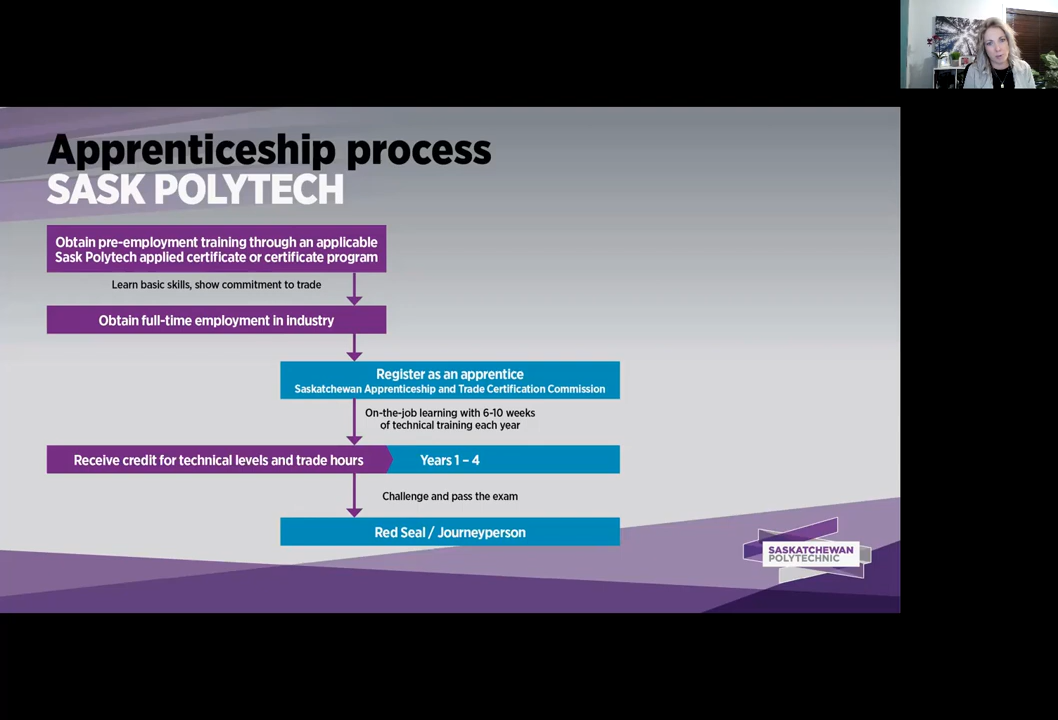 Apprenticeship process
SASK POLYTECH
Obtain pre-employment training through an applicable
Sask Polytech applied certificate or certificate program
Learn basic skills, show commitment to trade
Obtain full-time employment in industry
Register as an apprentice
Saskatchewan Apprenticeship and Trade Certification Commission
On-the-job learning with 6-10 weeks
of technical training each year
Receive credit for technical levels and trade hours
Years 1 – 4
Challenge and pass the exam
Red Seal / Journeyperson
SASKATCHEWAN
POLYTECHNIC